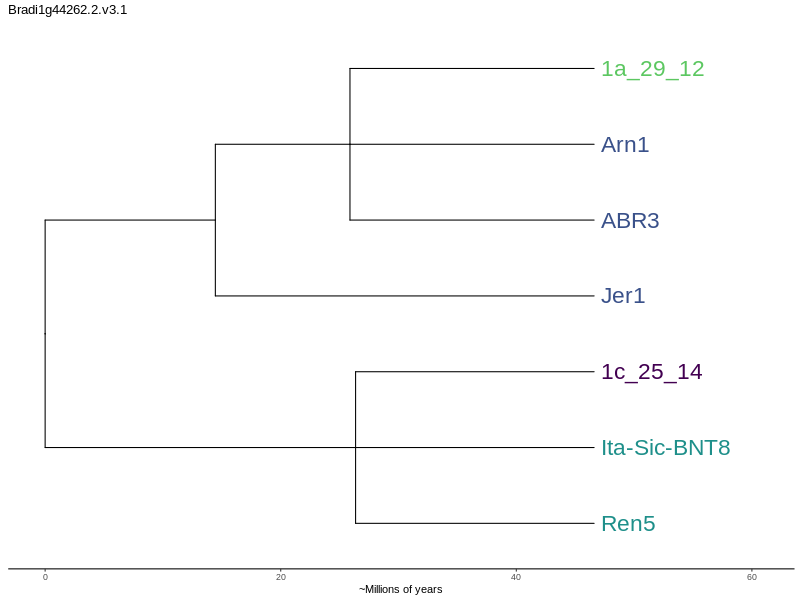 Bradi1g44262.2.v3.1
1a_29_12
Arn1
ABR3
Jer1
1c_25_14
Ita-Sic-BNT8
Ren5
0 20 40 60
~Millions of years